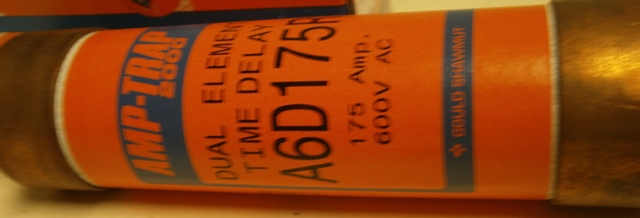 AMP-TRAP
2000
DUAL ELEMENT
TIME DELAY
A6D175R
175 Amp.
600V AC
GOULD SHAWMUT